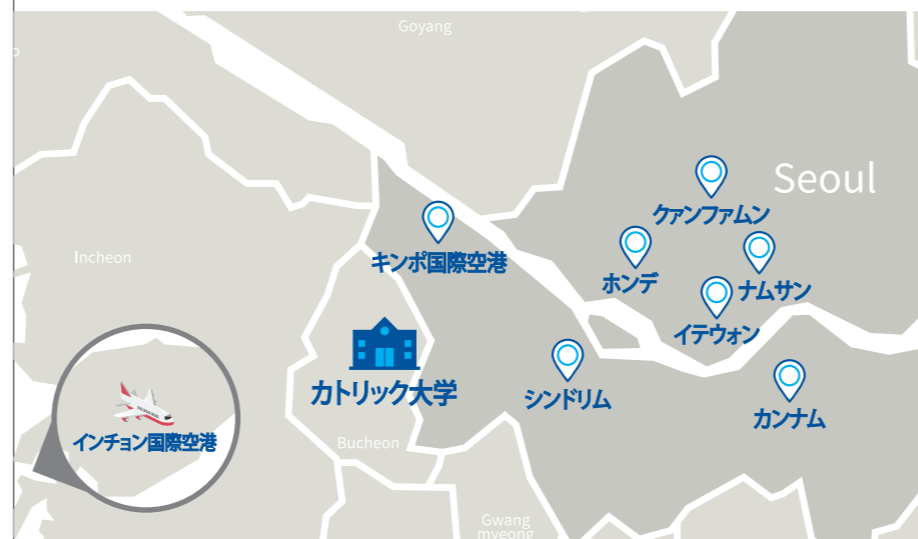 Goyang
Seoul
クァンファムン
キンポ国際空港
ホンデ
ナムサン
Incheon
イテウォン
カトリック大学
シンドリム
カンナム
インチョン国際空港
Bucheon
Gwang
myeong